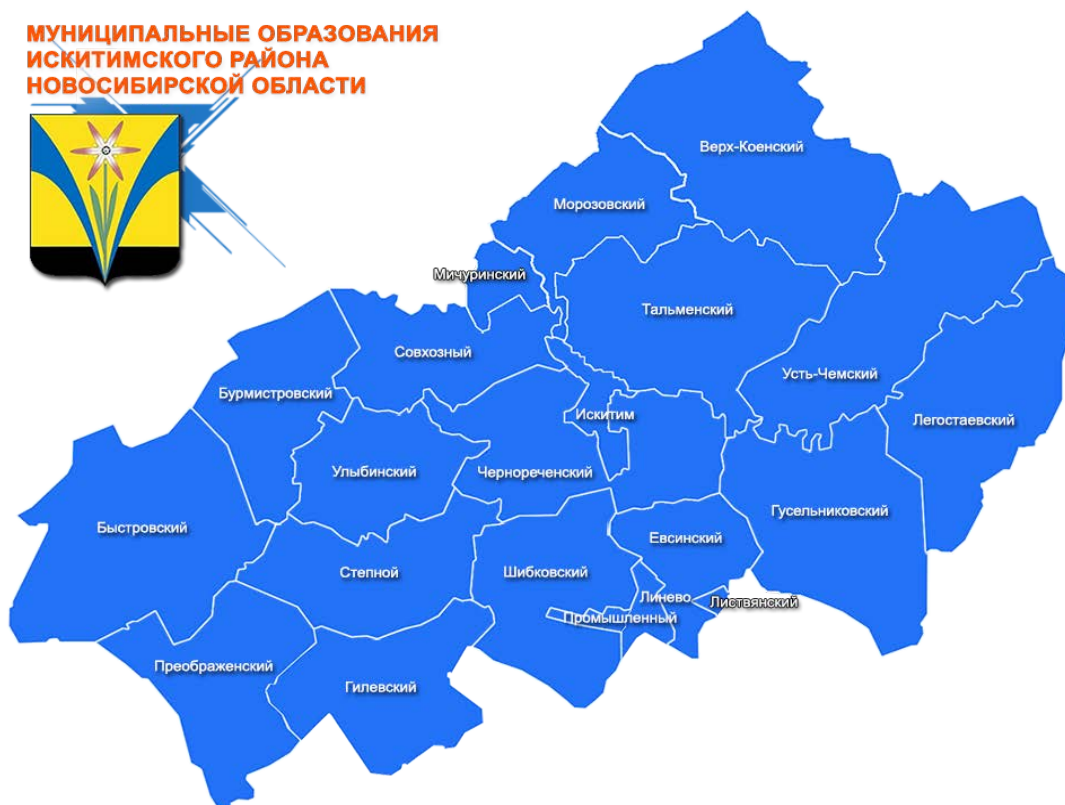 МУНИЦИПАЛЬНЫЕ ОБРАЗОВАНИЯ
ИСКИТИМСКОГО РАЙОНА
НОВОСИБИРСКОЙ ОБЛАСТИ
Верх-Коенский
Морозовский
Мичуринский
Тальменский
Совхозный
Усть-Чемский
Бурмистровский
Искитим
Легостаевский
Улыбинский
Чернореченский
Гусельниковский
Быстровский
Евсинский
Степной
Шибковский
Линево
Листвянский
Промышленный
Преображенский
Гилевский